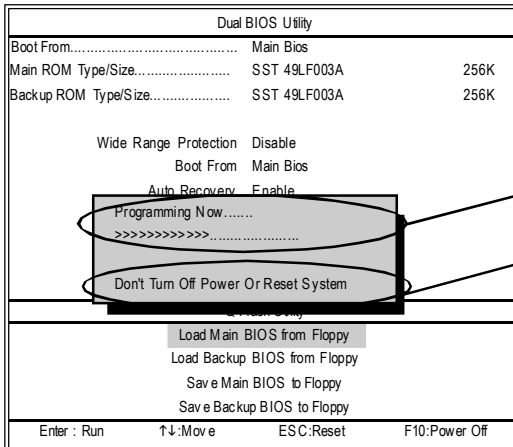 Dual BIOS Utility
Boot From...................................... Main Bios
Main ROM Type/Size...................... SST 49LF003A 256K
Backup ROM Type/Size.................. SST 49LF003A 256K
Wide Range Protection Disable
Boot From Main Bios
Auto Recovery Enable
Programming Now.......
>>>>>>>>>>>>.....................
Don't Turn Off Power Or Reset System
Load Main BIOS from Floppy
Load Backup BIOS from Floppy
Save Main BIOS to Floppy
Save Backup BIOS to Floppy
Enter : Run ↑↓:Move ESC:Reset F10:Power Off